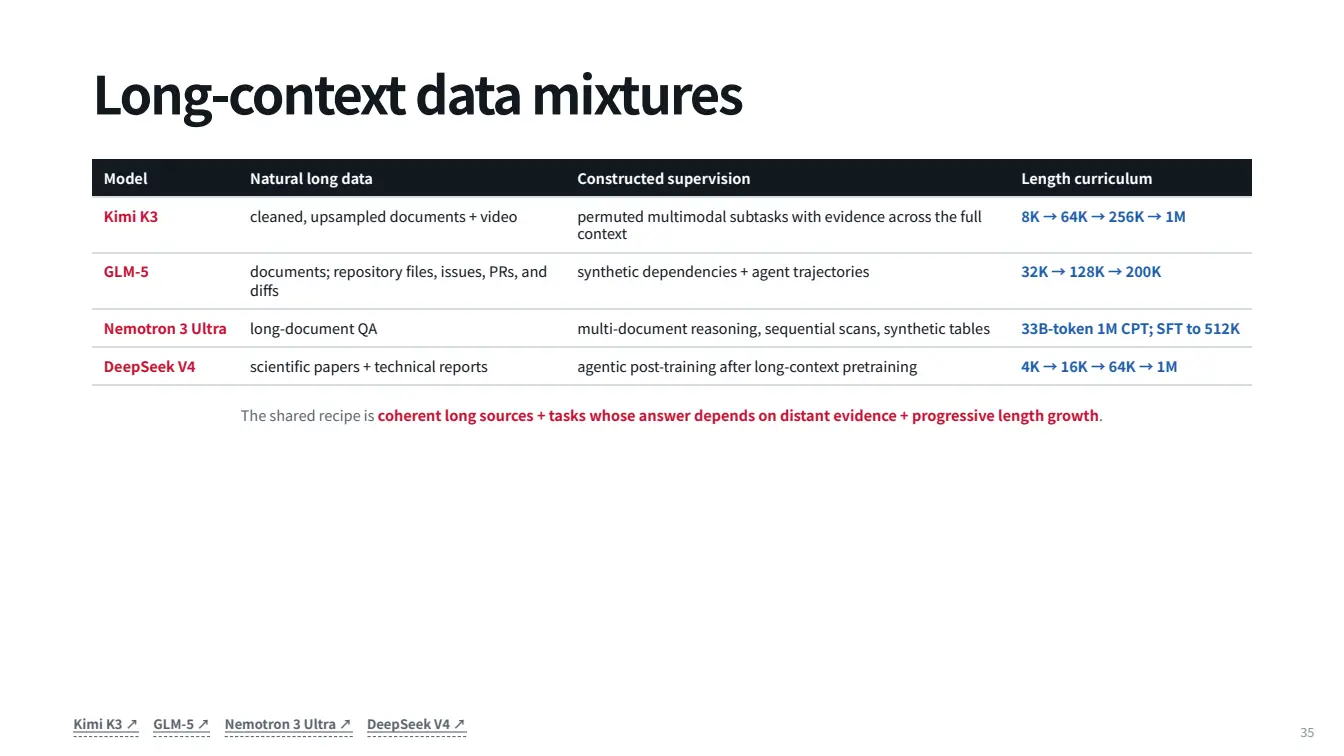 Long-context data mixtures
Model Natural long data Constructed supervision Length curriculum
Kimi K3 cleaned, upsampled documents + video permuted multimodal subtasks with evidence across the full context 8K → 64K → 256K → 1M
GLM-5 documents; repository files, issues, PRs, and diffs synthetic dependencies + agent trajectories 32K → 128K → 200K
Nemotron 3 Ultra long-document QA multi-document reasoning, sequential scans, synthetic tables 33B-token 1M CPT; SFT to 512K
DeepSeek V4 scientific papers + technical reports agentic post-training after long-context pretraining 4K → 16K → 64K → 1M
The shared recipe is coherent long sources + tasks whose answer depends on distant evidence + progressive length growth.
Kimi K3 ↗ GLM-5 ↗ Nemotron 3 Ultra ↗ DeepSeek V4 ↗
35